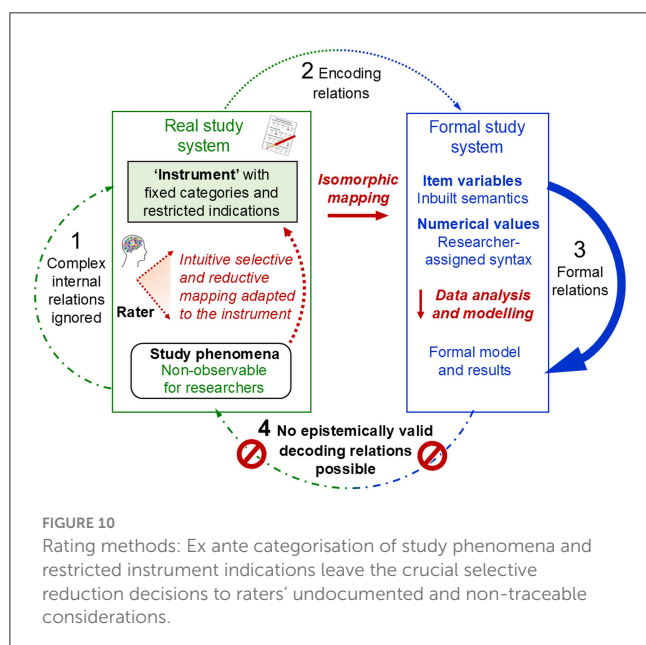 2 Encoding
relations
Real study
system
'Instrument' with
fixed categories and
restricted indications
1
Complex
internal
relations
ignored
Rater
Intuitive selective
and reductive
mapping adapted
to the instrument
Study phenomena
Non-observable
for researchers
Isomorphic
mapping
Formal study
system
Item variables
Inbuilt semantics
Numerical values
Researcher-
assigned syntax
Data analysis
and modelling
Formal model
and results
3
Formal
relations
4 No epistemically valid
decoding relations
possible
FIGURE 10
Rating methods: Ex ante categorisation of study phenomena and
restricted instrument indications leave the crucial selective
reduction decisions to raters' undocumented and non-traceable
considerations.